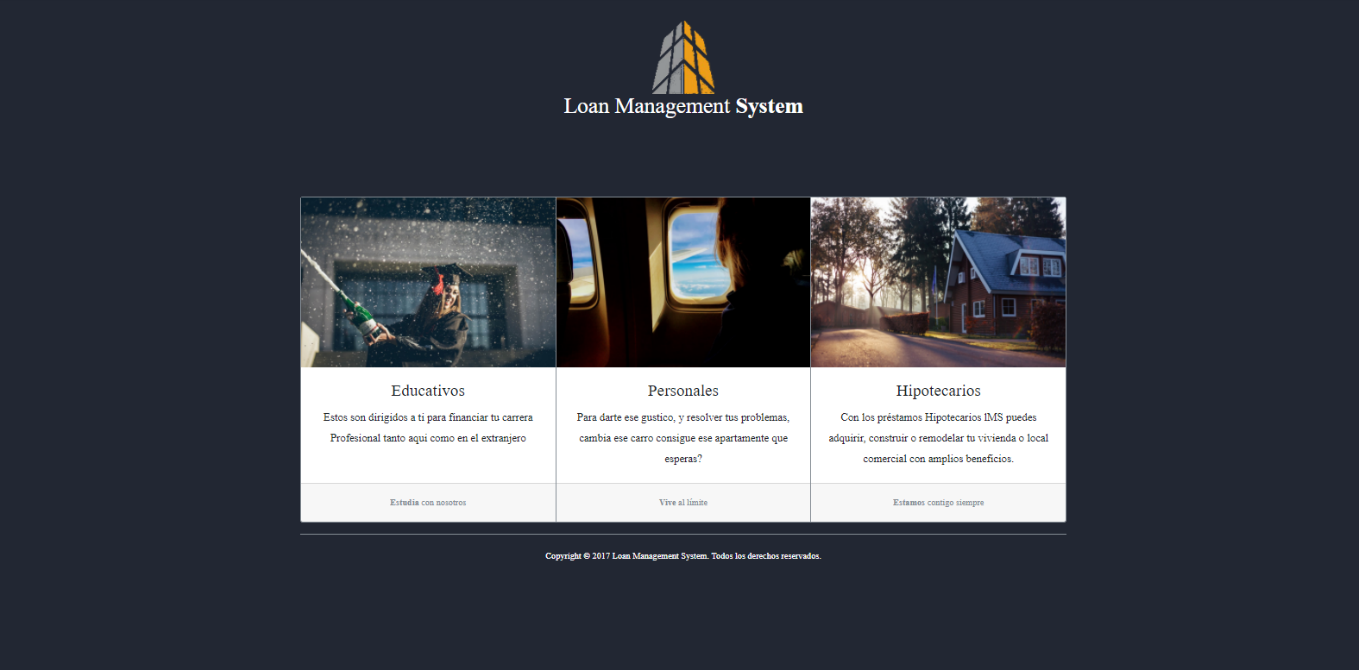 Loan Management System
Educativos
Estos son dirigidos a ti para financiar tu carrera
Profesional tanto aqui como en el extranjero
Estudia con nosotros
Personales
Para darte ese gustico, y resolver tus problemas,
cambia ese carro consigue ese apartamente que
esperas?
Vive al límite
Hipotecarios
Con los préstamos Hipotecarios IMS puedes
adquirir, construir o remodelar tu vivienda o local
comercial con amplios beneficios.
Estamos contigo siempre
Copyright © 2017 Loan Management System. Todos los derechos reservados.